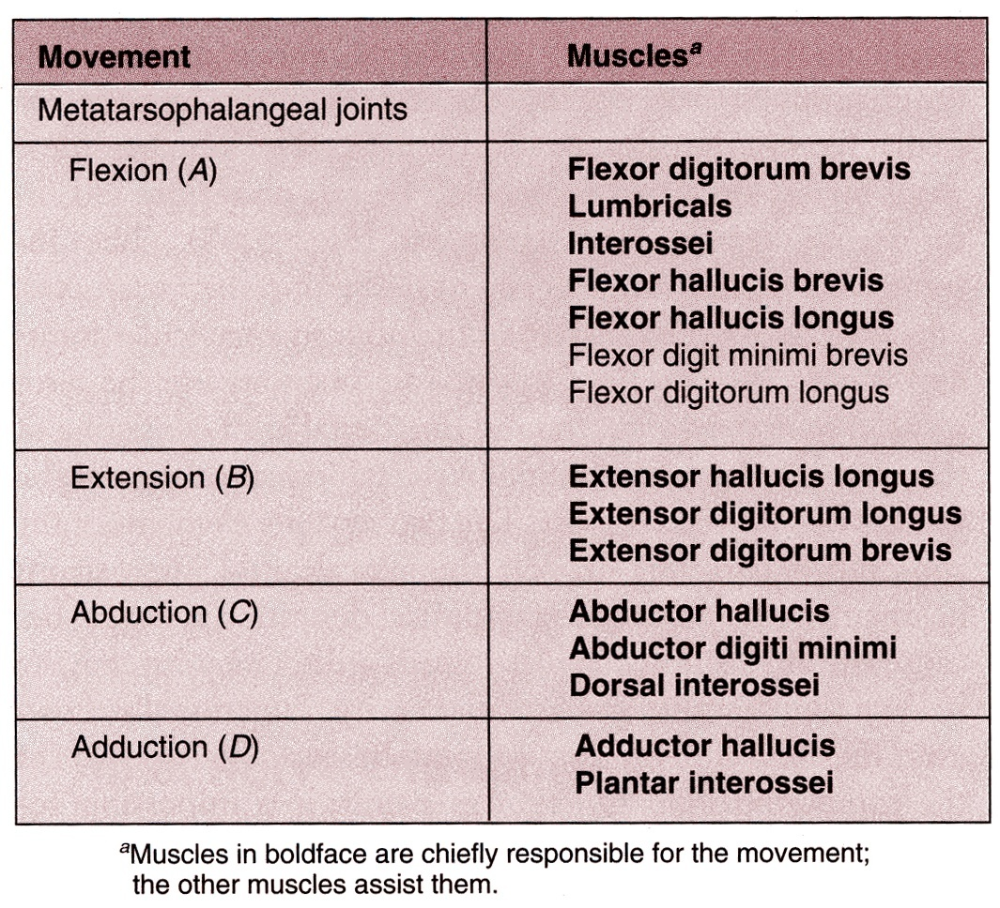 Movement
Muscles^a
Metatarsophalangeal joints
Flexion (A)
Flexor digitorum brevis
Lumbricals
Interossei
Flexor hallucis brevis
Flexor hallucis longus
Flexor digit minimi brevis
Flexor digitorum longus
Extension (B)
Extensor hallucis longus
Extensor digitorum longus
Extensor digitorum brevis
Abduction (C)
Abductor hallucis
Abductor digiti minimi
Dorsal interossei
Adduction (D)
Adductor hallucis
Plantar interossei
^aMuscles in boldface are chiefly responsible for the movement;
the other muscles assist them.